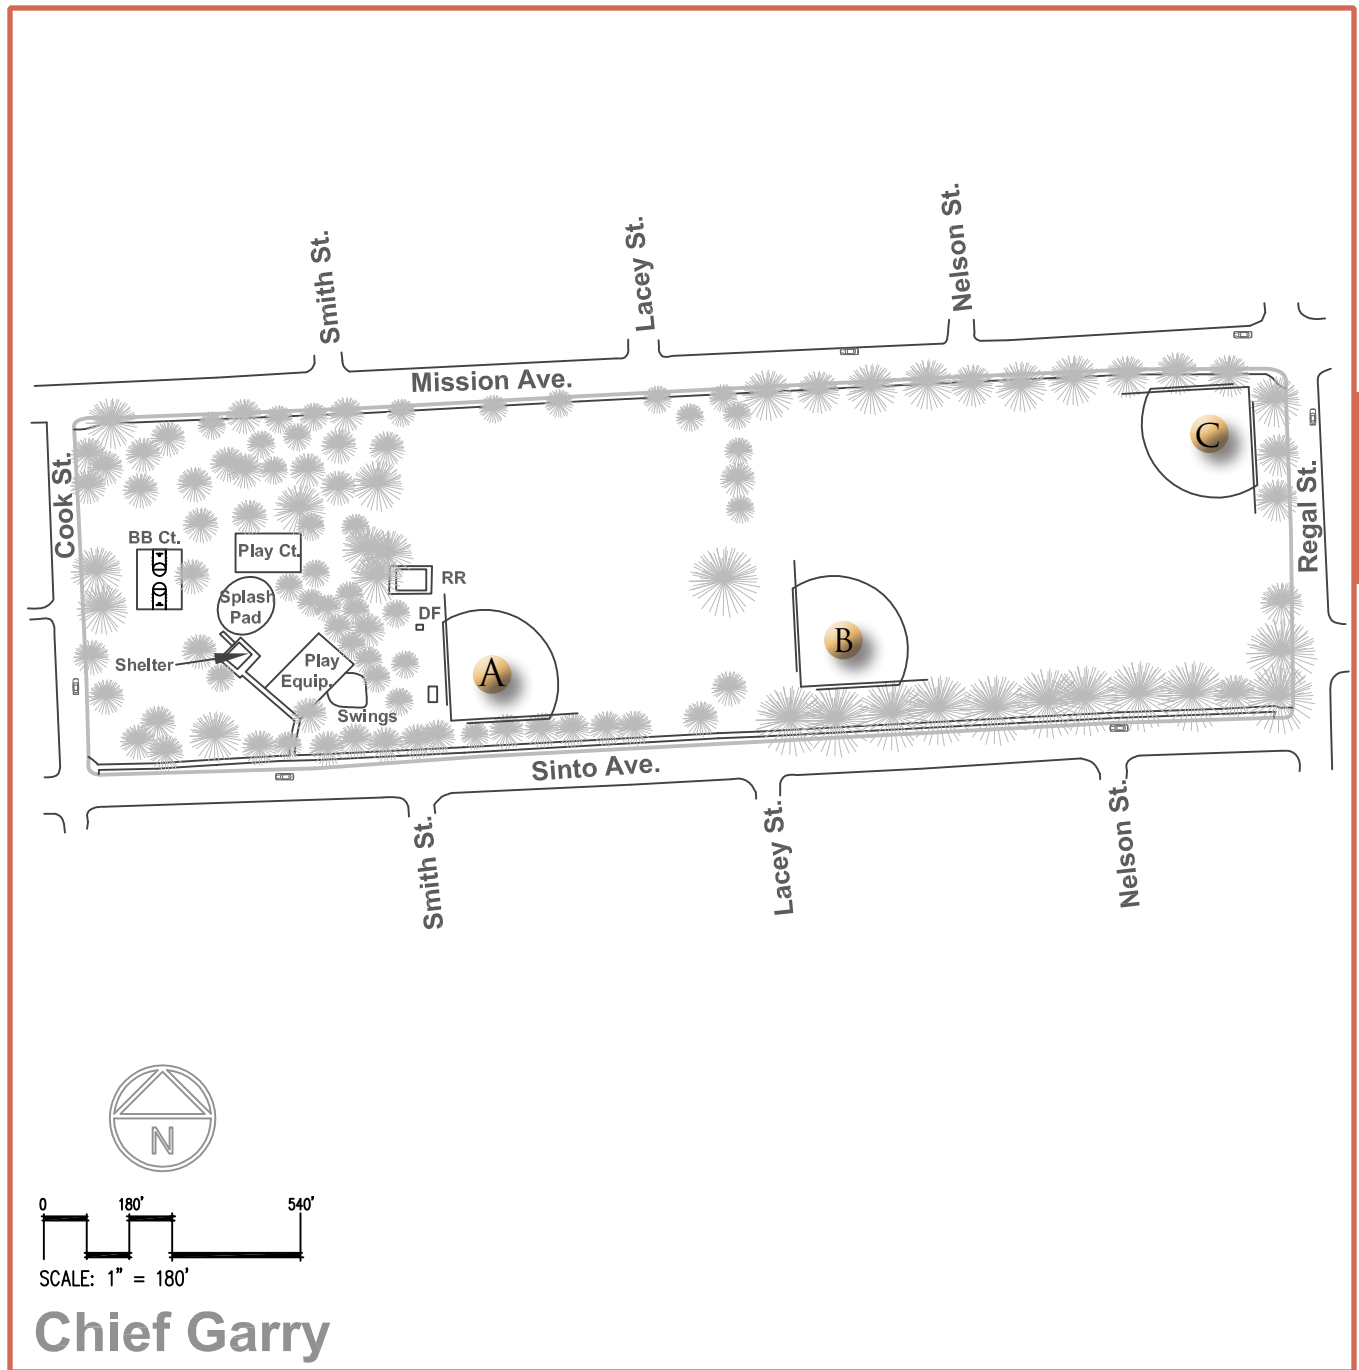 Smith St.
Lacey St.
Nelson St.
Mission Ave.
C
Cook St.
Regal St.
BB Ct.
Play Ct.
RR
Splash
Pad
DF
B
Shelter
Play
Equip.
A
Swings
Sinto Ave.
Smith St.
Lacey St.
Nelson St.
N
0 180' 540'
SCALE: 1" = 180'
Chief Garry